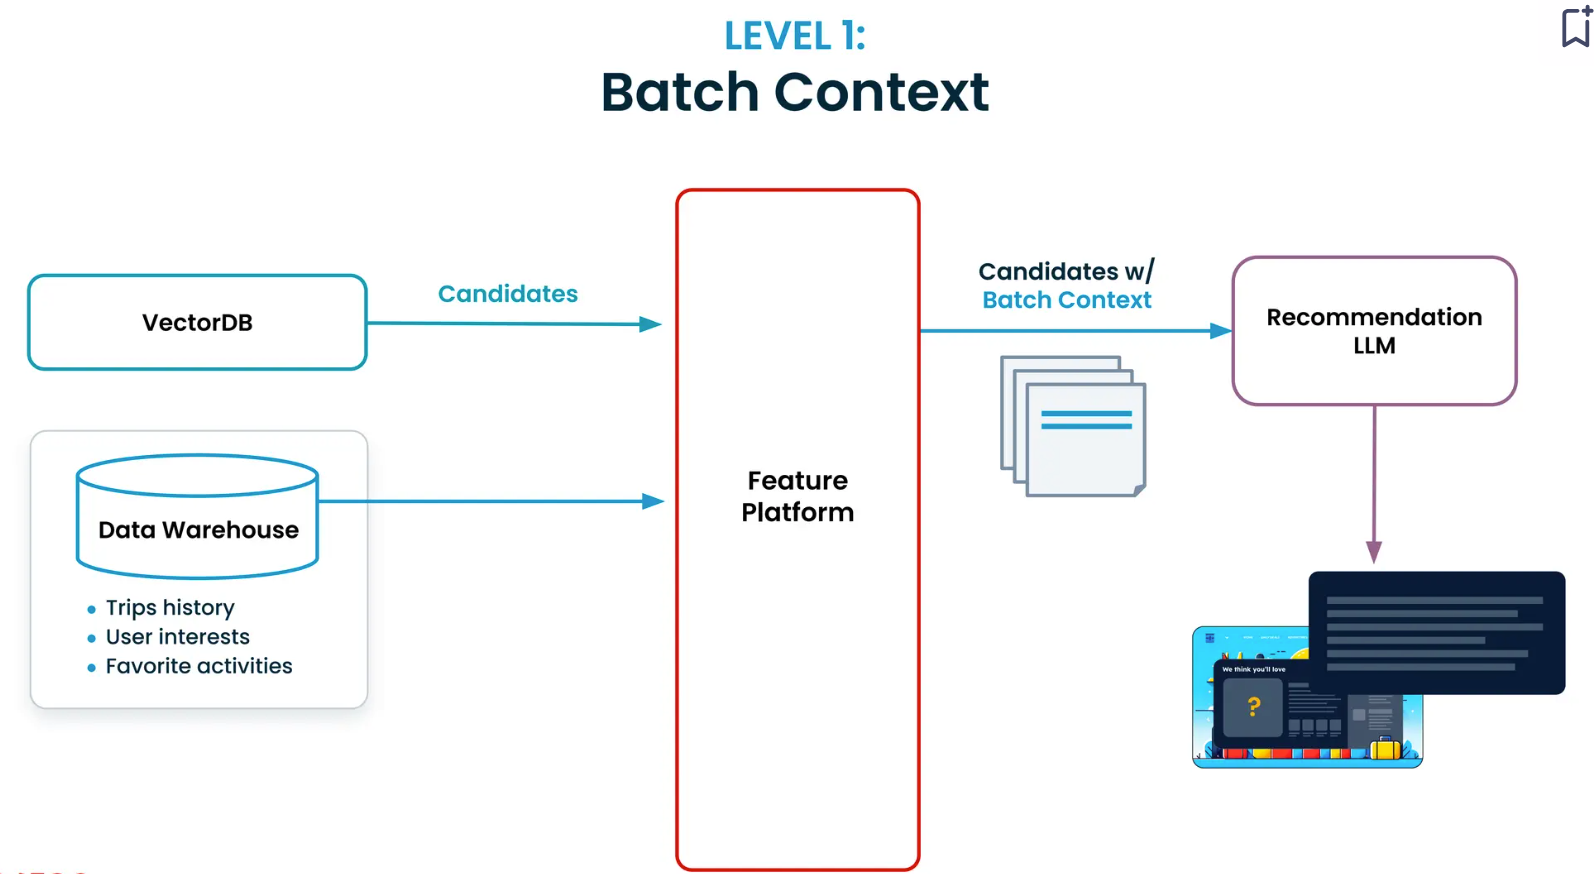 LEVEL 1:
Batch Context
VectorDB
Candidates
Data Warehouse
Trips history
User interests
Favorite activities
Feature
Platform
Candidates w/
Batch Context
Recommendation
LLM
We think you'll love
?